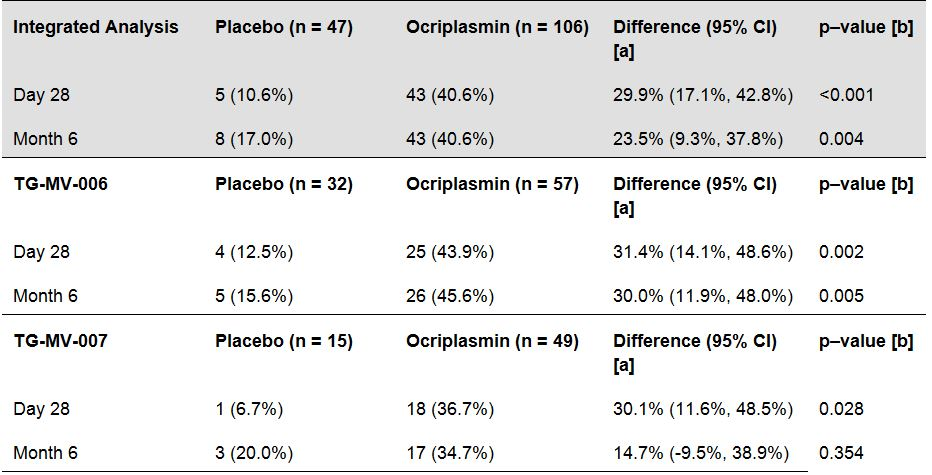 Integrated Analysis Placebo (n = 47) Ocriplasmin (n = 106) Difference (95% CI) p–value [b]
[a]
Day 28 5 (10.6%) 43 (40.6%) 29.9% (17.1%, 42.8%) <0.001
Month 6 8 (17.0%) 43 (40.6%) 23.5% (9.3%, 37.8%) 0.004
TG-MV-006 Placebo (n = 32) Ocriplasmin (n = 57) Difference (95% CI) p–value [b]
[a]
Day 28 4 (12.5%) 25 (43.9%) 31.4% (14.1%, 48.6%) 0.002
Month 6 5 (15.6%) 26 (45.6%) 30.0% (11.9%, 48.0%) 0.005
TG-MV-007 Placebo (n = 15) Ocriplasmin (n = 49) Difference (95% CI) p–value [b]
[a]
Day 28 1 (6.7%) 18 (36.7%) 30.1% (11.6%, 48.5%) 0.028
Month 6 3 (20.0%) 17 (34.7%) 14.7% (-9.5%, 38.9%) 0.354